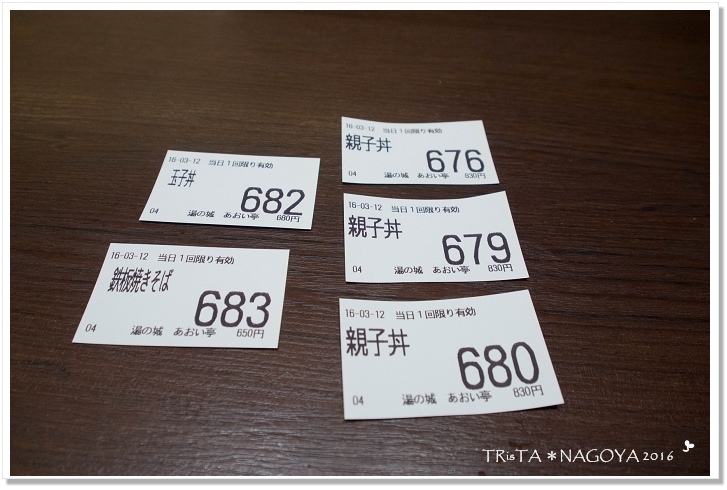 16-03-12 当日1回限り有効
玉子丼
682
04 湯の城 あおい亭 680円
16-03-12 当日1回限り有効
鉄板焼きそば
683
04 湯の城 あおい亭 650円
16-03-12 当日1回限り有効
親子丼
676
04 湯の城 あおい亭 830円
16-03-12 当日1回限り有効
親子丼
679
04 湯の城 あおい亭 830円
16-03-12 当日1回限り有効
親子丼
680
04 湯の城 あおい亭 830円
TRisTA *NAGOYA 2016